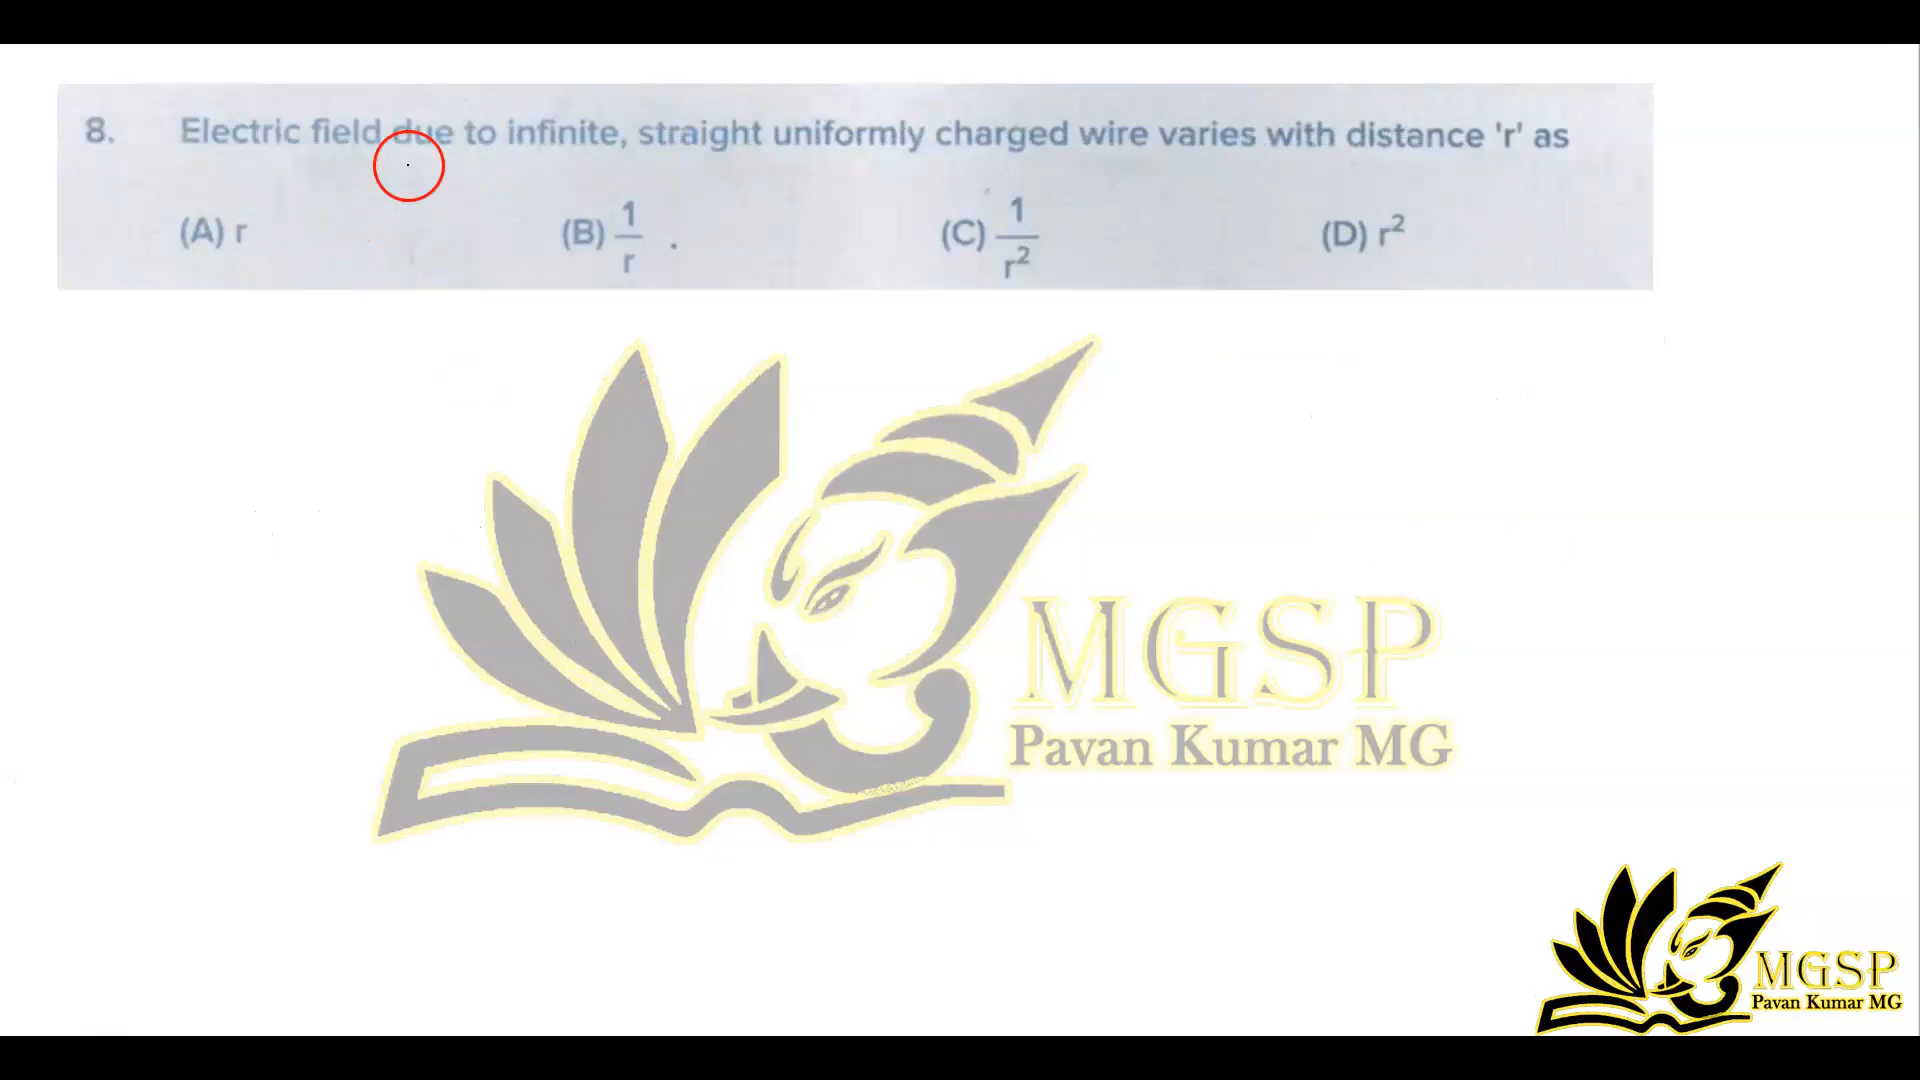 8. Electric field due to infinite, straight uniformly charged wire varies with distance 'r' as
(A) r (B) 1/r . (C) 1/r² (D) r²
MGSP
Pavan Kumar MG
MGSP
Pavan Kumar MG